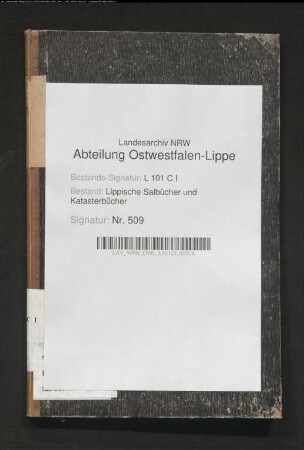 Landesarchiv NRW
Abteilung Ostwestfalen-Lippe
Bestands-Signatur: L 101 C I
Bestand: Lippische Salbücher und
Katasterbücher
Signatur: Nr. 509
C I